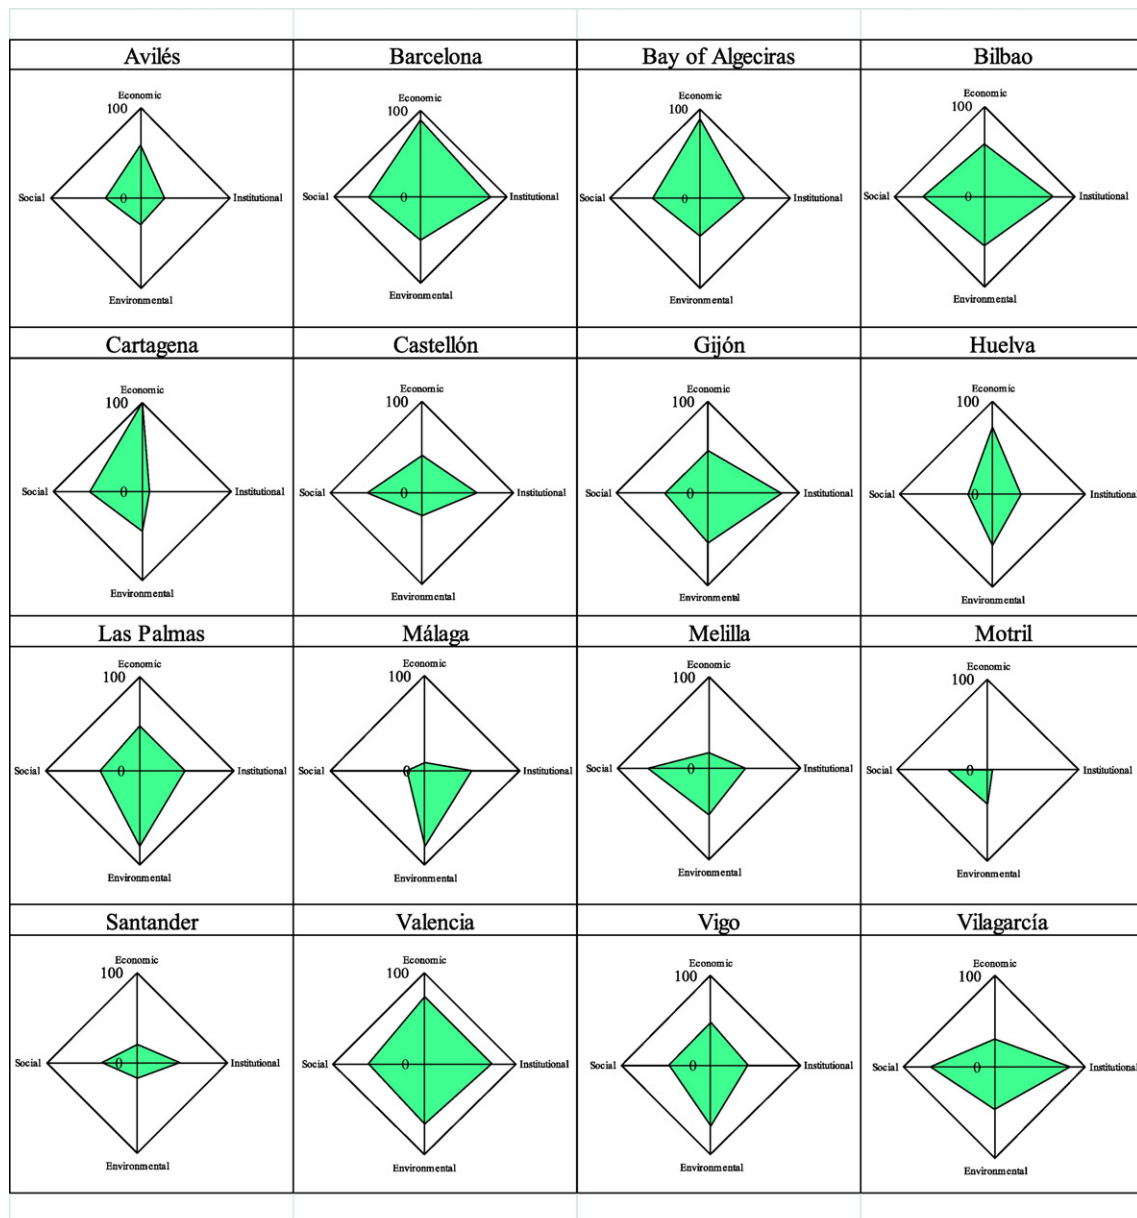 Avilés Barcelona Bay of Algeciras Bilbao
Economic Economic Economic Economic
100 100 100 100
Social 0 Institutional Social 0 Institutional Social 0 Institutional Social 0 Institutional
Environmental Environmental Environmental Environmental
Cartagena Castellón Gijón Huelva
Economic Economic Economic Economic
100 100 100 100
Social 0 Institutional Social 0 Institutional Social 0 Institutional Social 0 Institutional
Environmental Environmental Environmental Environmental
Las Palmas Málaga Melilla Motril
Economic Economic Economic Economic
100 100 100 100
Social 0 Institutional Social 0 Institutional Social 0 Institutional Social 0 Institutional
Environmental Environmental Environmental Environmental
Santander Valencia Vigo Vilagarcía
Economic Economic Economic Economic
100 100 100 100
Social 0 Institutional Social 0 Institutional Social 0 Institutional Social 0 Institutional
Environmental Environmental Environmental Environmental